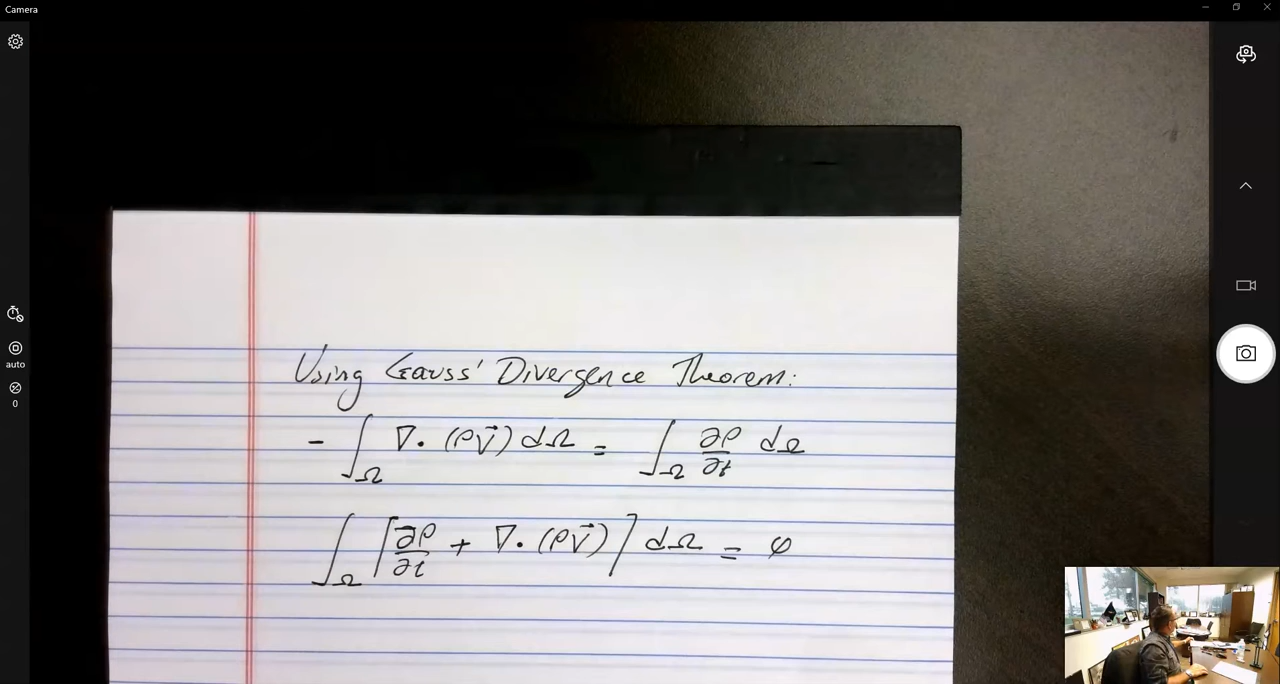 Camera
auto
0
Using Gauss' Divergence Theorem:
- ∫_Ω ∇·(ρV⃗) dΩ = ∫_Ω ∂ρ/∂t dΩ
∫_Ω [∂ρ/∂t + ∇·(ρV⃗)] dΩ = 0